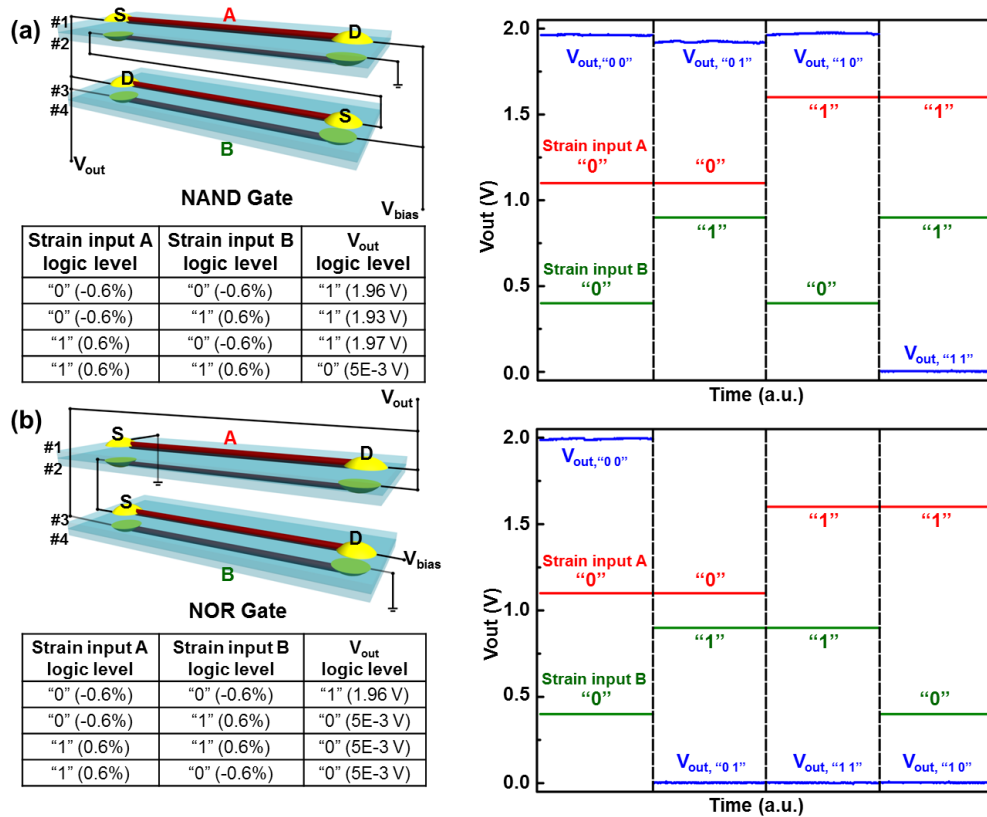 (a)
#1
#2
#3
#4
S
A
D
D
S
B
Vout
Vbias
NAND Gate
Strain input A logic level | Strain input B logic level | Vout logic level
“0” (-0.6%) | “0” (-0.6%) | “1” (1.96 V)
“0” (-0.6%) | “1” (0.6%) | “1” (1.93 V)
“1” (0.6%) | “0” (-0.6%) | “1” (1.97 V)
“1” (0.6%) | “1” (0.6%) | “0” (5E-3 V)
Vout (V)
2.0
1.5
1.0
0.5
0.0
Vout,“0 0”
Vout,“0 1”
Vout,“1 0”
“1”
“1”
Strain input A
“0”
“0”
“1”
“1”
Strain input B
“0”
“0”
Vout, “1 1”
Time (a.u.)
(b)
Vout
#1
#2
#3
#4
S
A
D
S
D
Vbias
B
NOR Gate
Strain input A logic level | Strain input B logic level | Vout logic level
“0” (-0.6%) | “0” (-0.6%) | “1” (1.96 V)
“0” (-0.6%) | “1” (0.6%) | “0” (5E-3 V)
“1” (0.6%) | “1” (0.6%) | “0” (5E-3 V)
“1” (0.6%) | “0” (-0.6%) | “0” (5E-3 V)
Vout (V)
2.0
1.5
1.0
0.5
0.0
Vout,“0 0”
“1”
“1”
Strain input A
“0”
“0”
“1”
“1”
Strain input B
“0”
“0”
Vout, “0 1”
Vout, “1 1”
Vout, “1 0”
Time (a.u.)